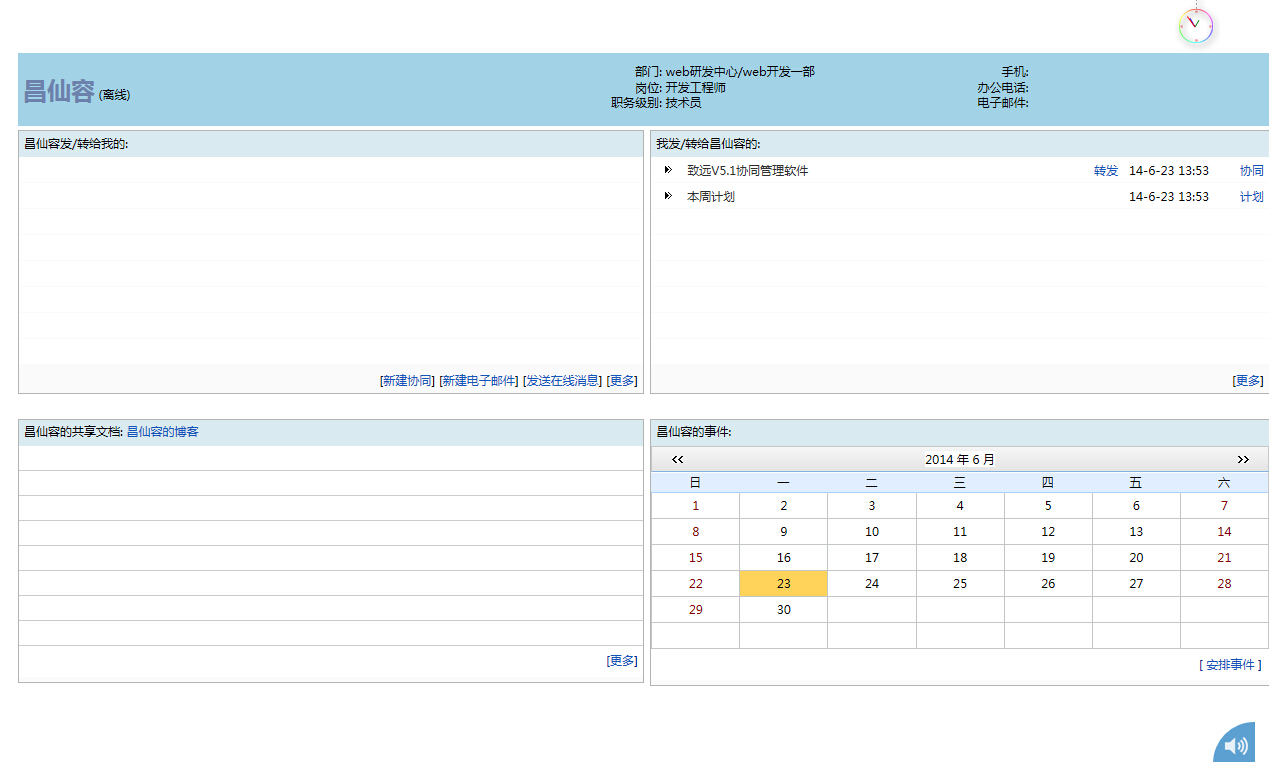 昌仙容 (离线)
部门: web研发中心/web开发一部
岗位: 开发工程师
职务级别: 技术员
手机:
办公电话:
电子邮件:
昌仙容发/转给我的:
[新建协同] [新建电子邮件] [发送在线消息] [更多]
我发/转给昌仙容的:
致远V5.1协同管理软件 转发 14-6-23 13:53 协同
本周计划 14-6-23 13:53 计划
[更多]
昌仙容的共享文档: 昌仙容的博客
[更多]
昌仙容的事件:
<< 2014 年 6 月 >>
日 一 二 三 四 五 六
1 2 3 4 5 6 7
8 9 10 11 12 13 14
15 16 17 18 19 20 21
22 23 24 25 26 27 28
29 30
[ 安排事件 ]